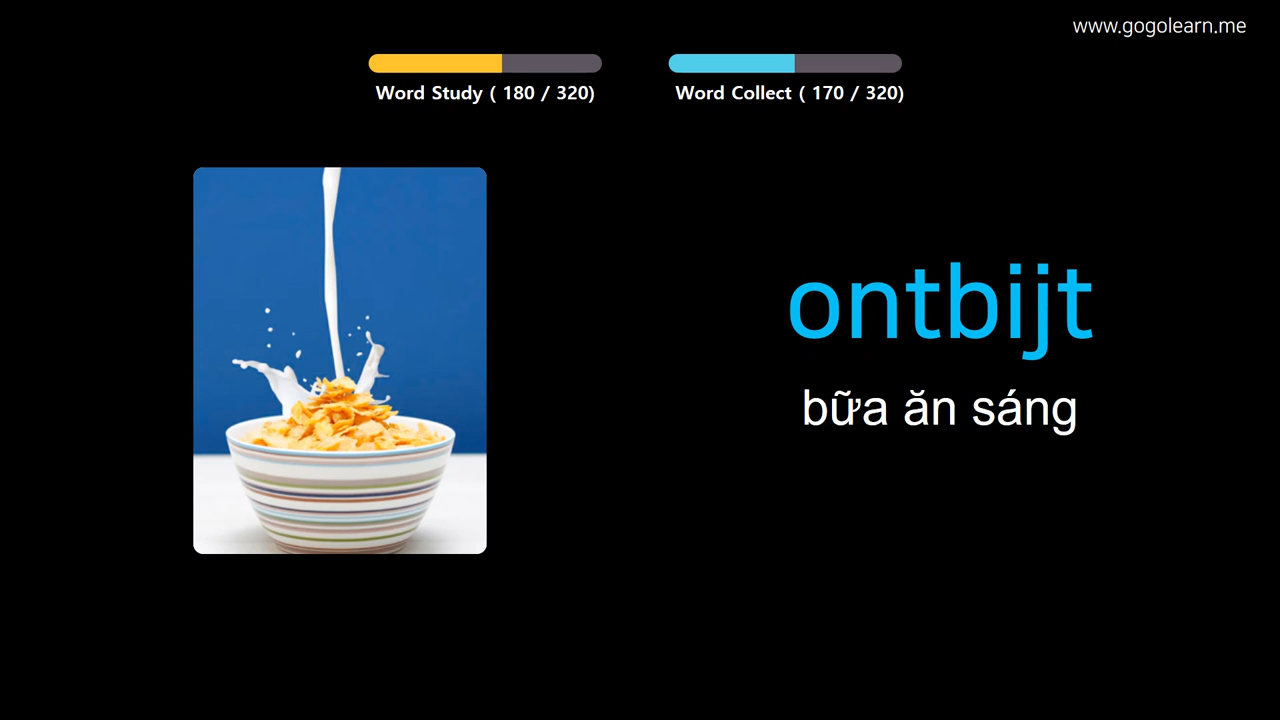 www.gogolearn.me
Word Study ( 180 / 320)
Word Collect ( 170 / 320)
ontbijt
bữa ăn sáng